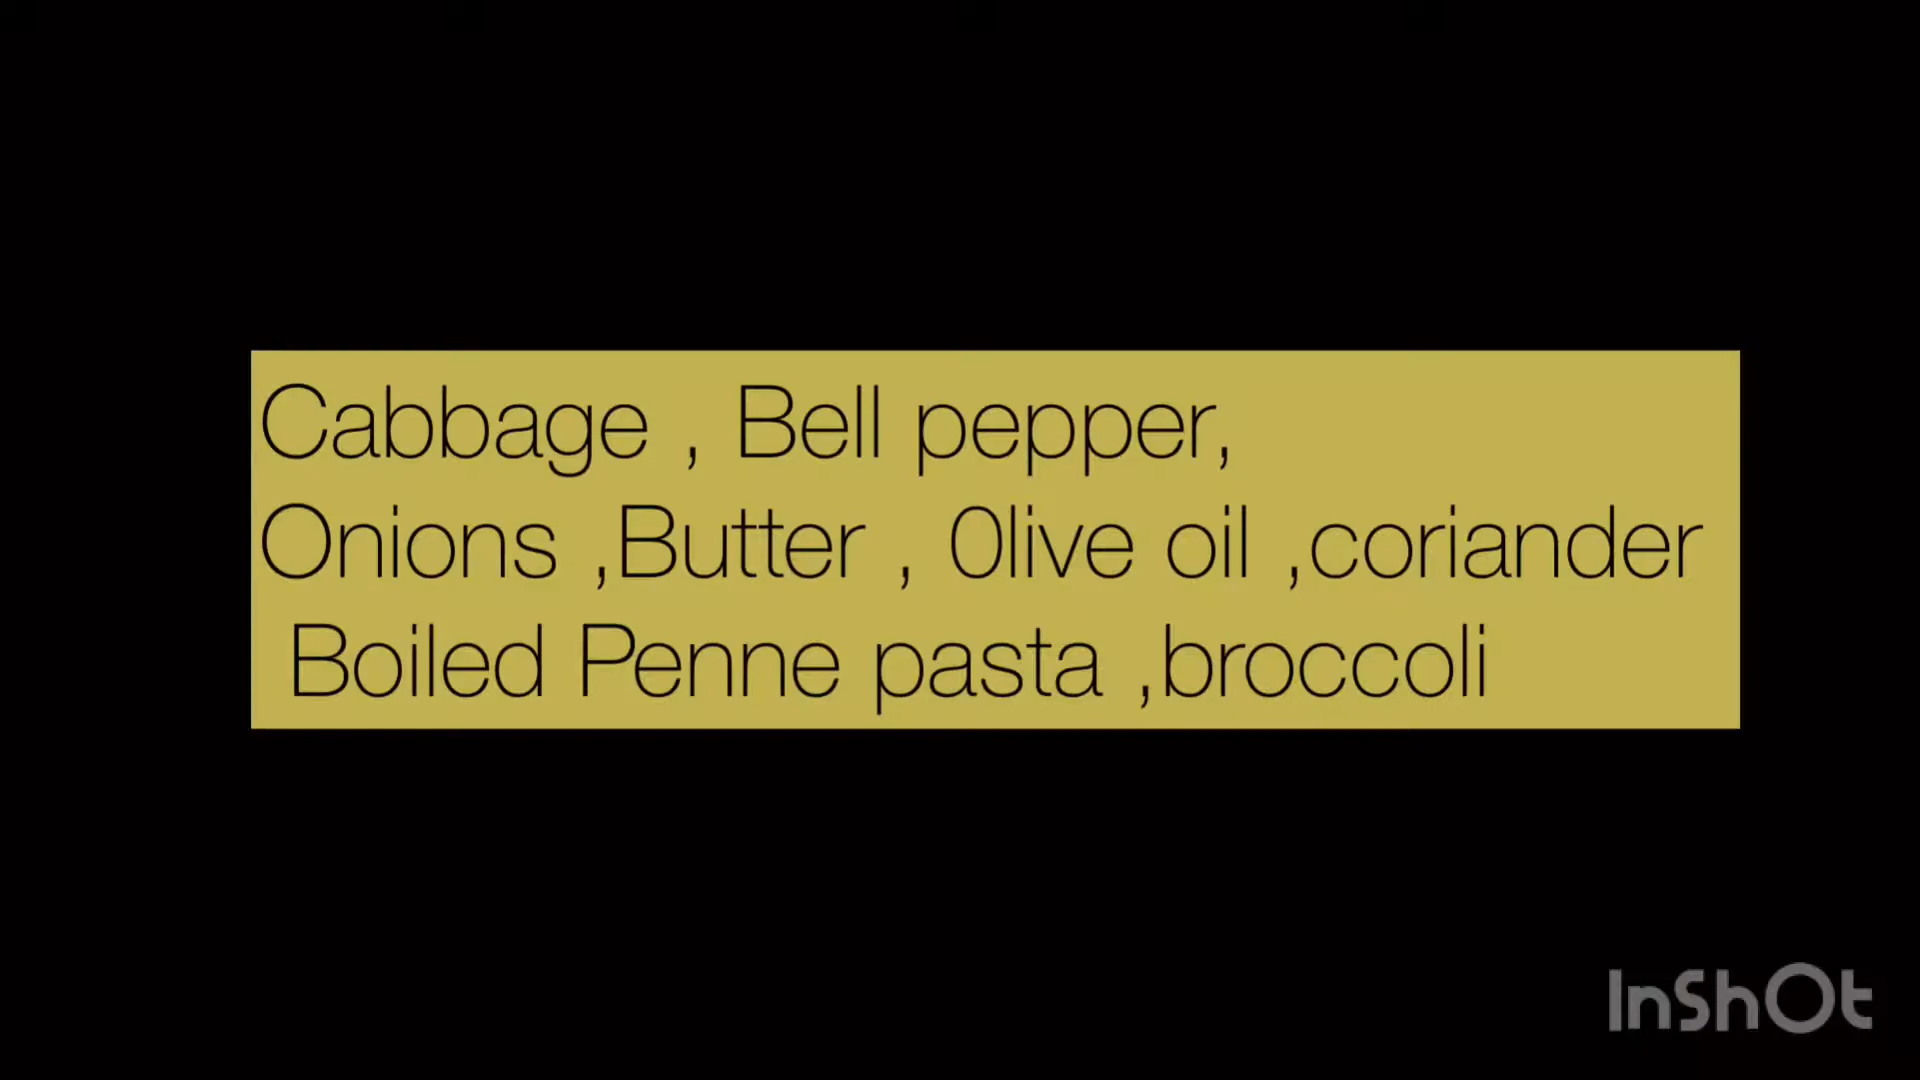 Cabbage , Bell pepper,
Onions ,Butter , 0live oil ,coriander
Boiled Penne pasta ,broccoli
InShOt